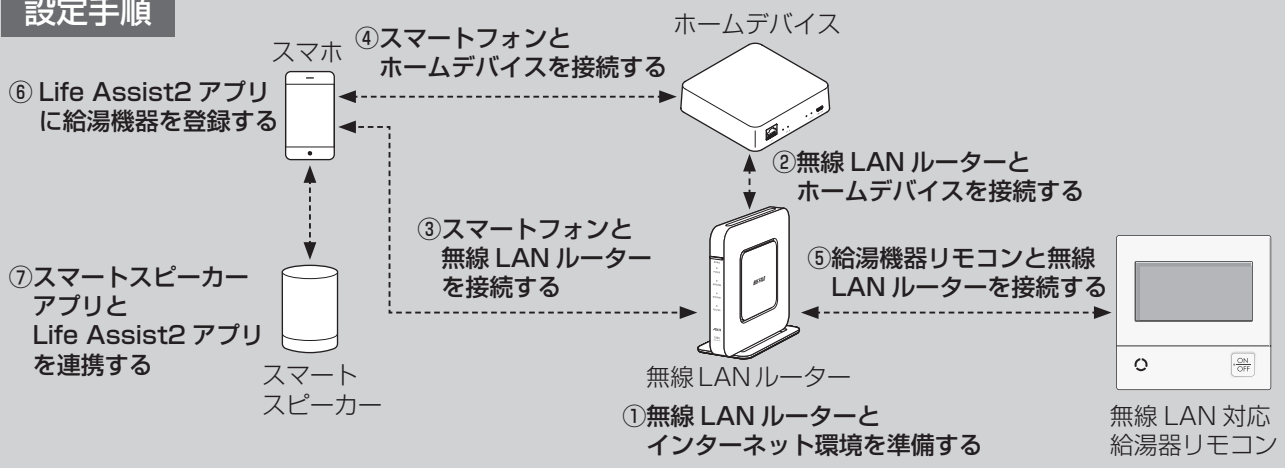 設定手順
スマホ
④スマートフォンと
ホームデバイスを接続する
ホームデバイス
⑥ Life Assist2 アプリ
に給湯機器を登録する
②無線 LAN ルーターと
ホームデバイスを接続する
③スマートフォンと
無線 LAN ルーター
を接続する
⑤給湯機器リモコンと無線
LAN ルーターを接続する
⑦スマートスピーカー
アプリと
Life Assist2 アプリ
を連携する
スマート
スピーカー
BUFFALO
無線LANルーター
①無線 LAN ルーターと
インターネット環境を準備する
ON
OFF
無線 LAN 対応
給湯器リモコン